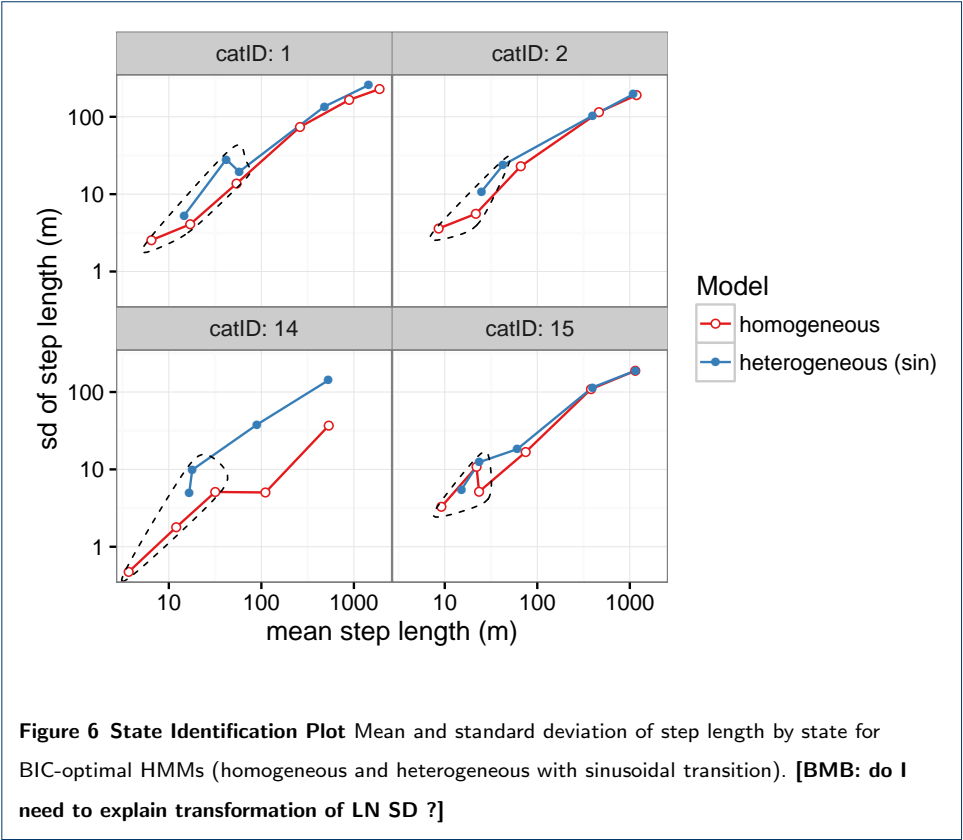 catID: 1
catID: 2
100
10
1
catID: 14
catID: 15
100
10
1
10
100
1000
10
100
1000
sd of step length (m)
mean step length (m)
Model
homogeneous
heterogeneous (sin)
Figure 6 State Identification Plot Mean and standard deviation of step length by state for
BIC-optimal HMMs (homogeneous and heterogeneous with sinusoidal transition). [BMB: do I
need to explain transformation of LN SD ?]